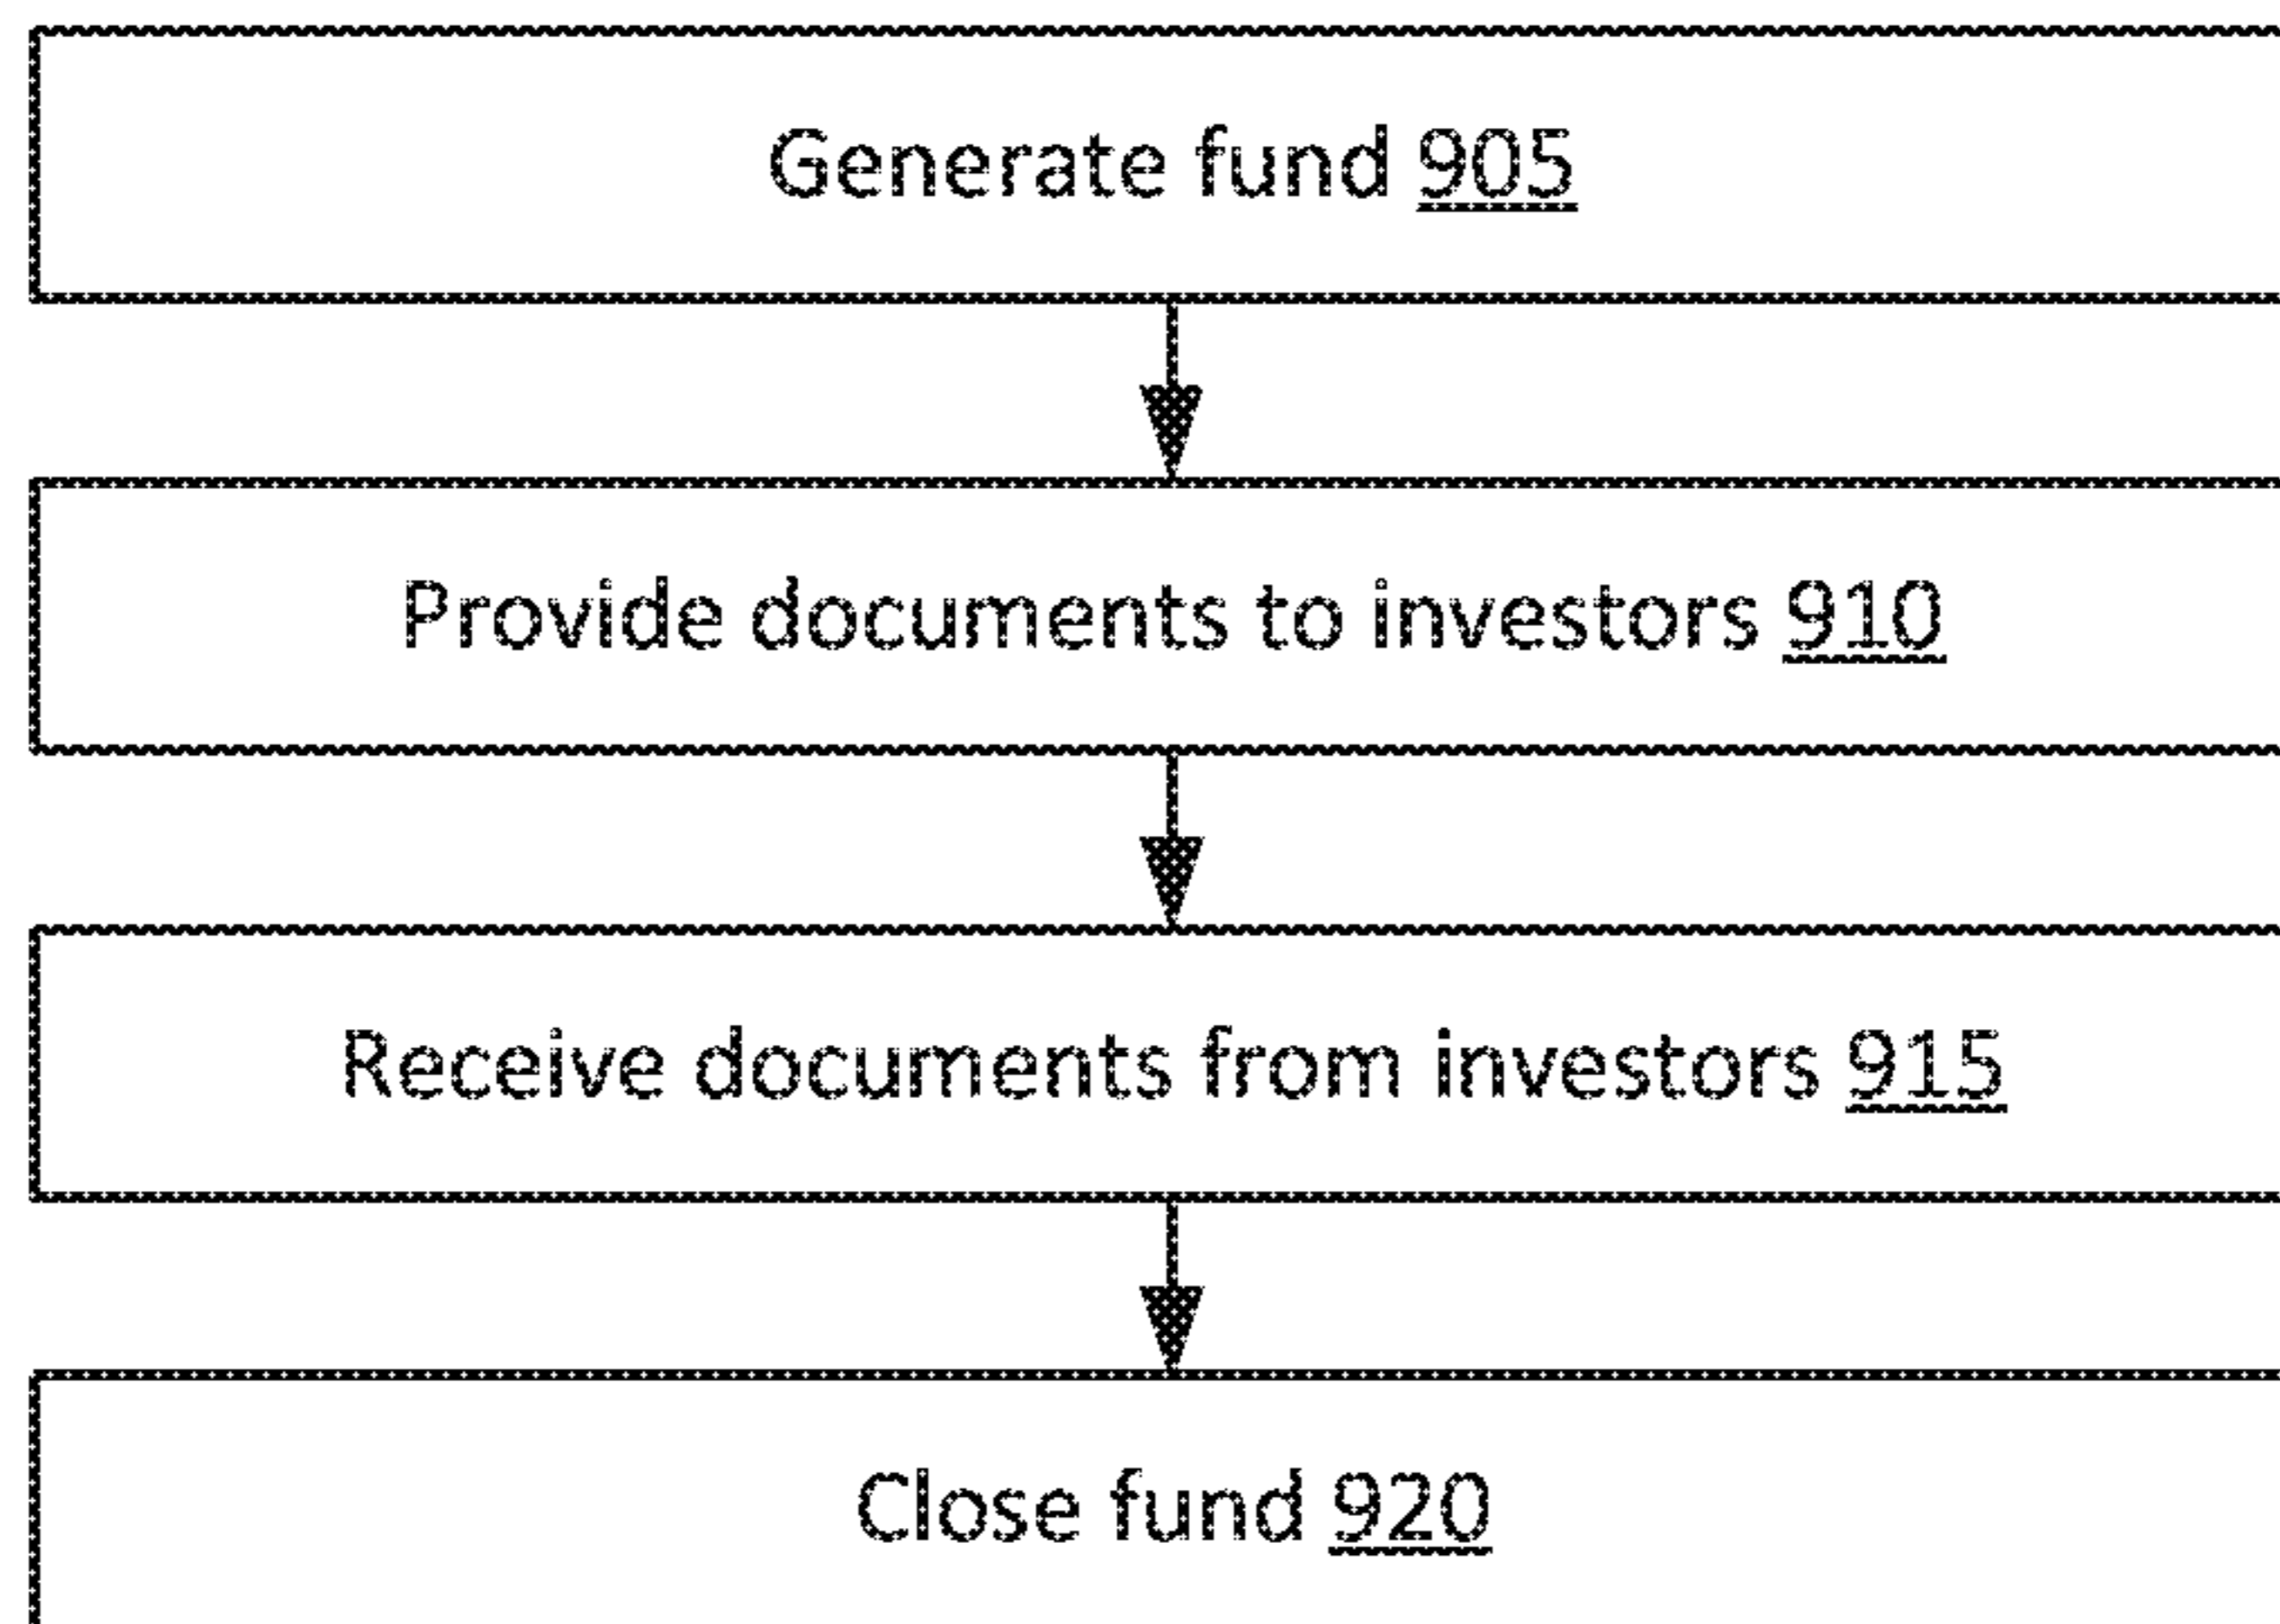 Generate fund 905
Provide documents to investors 910
Receive documents from investors 915
Close fund 920